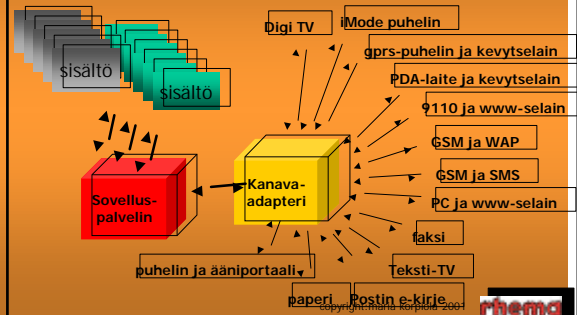 Digi TV
iMode puhelin
gprs-puhelin ja kevytselain
sisältö
PDA-laite ja kevytselain
sisältö
9110 ja www-selain
GSM ja WAP
GSM ja SMS
Kanava-
adapteri
Sovellus-
palvelin
PC ja www-selain
faksi
puhelin ja ääniportaali
Teksti-TV
paperi
Postin e-kirje
copyright:maria korpiola 2001
rhema